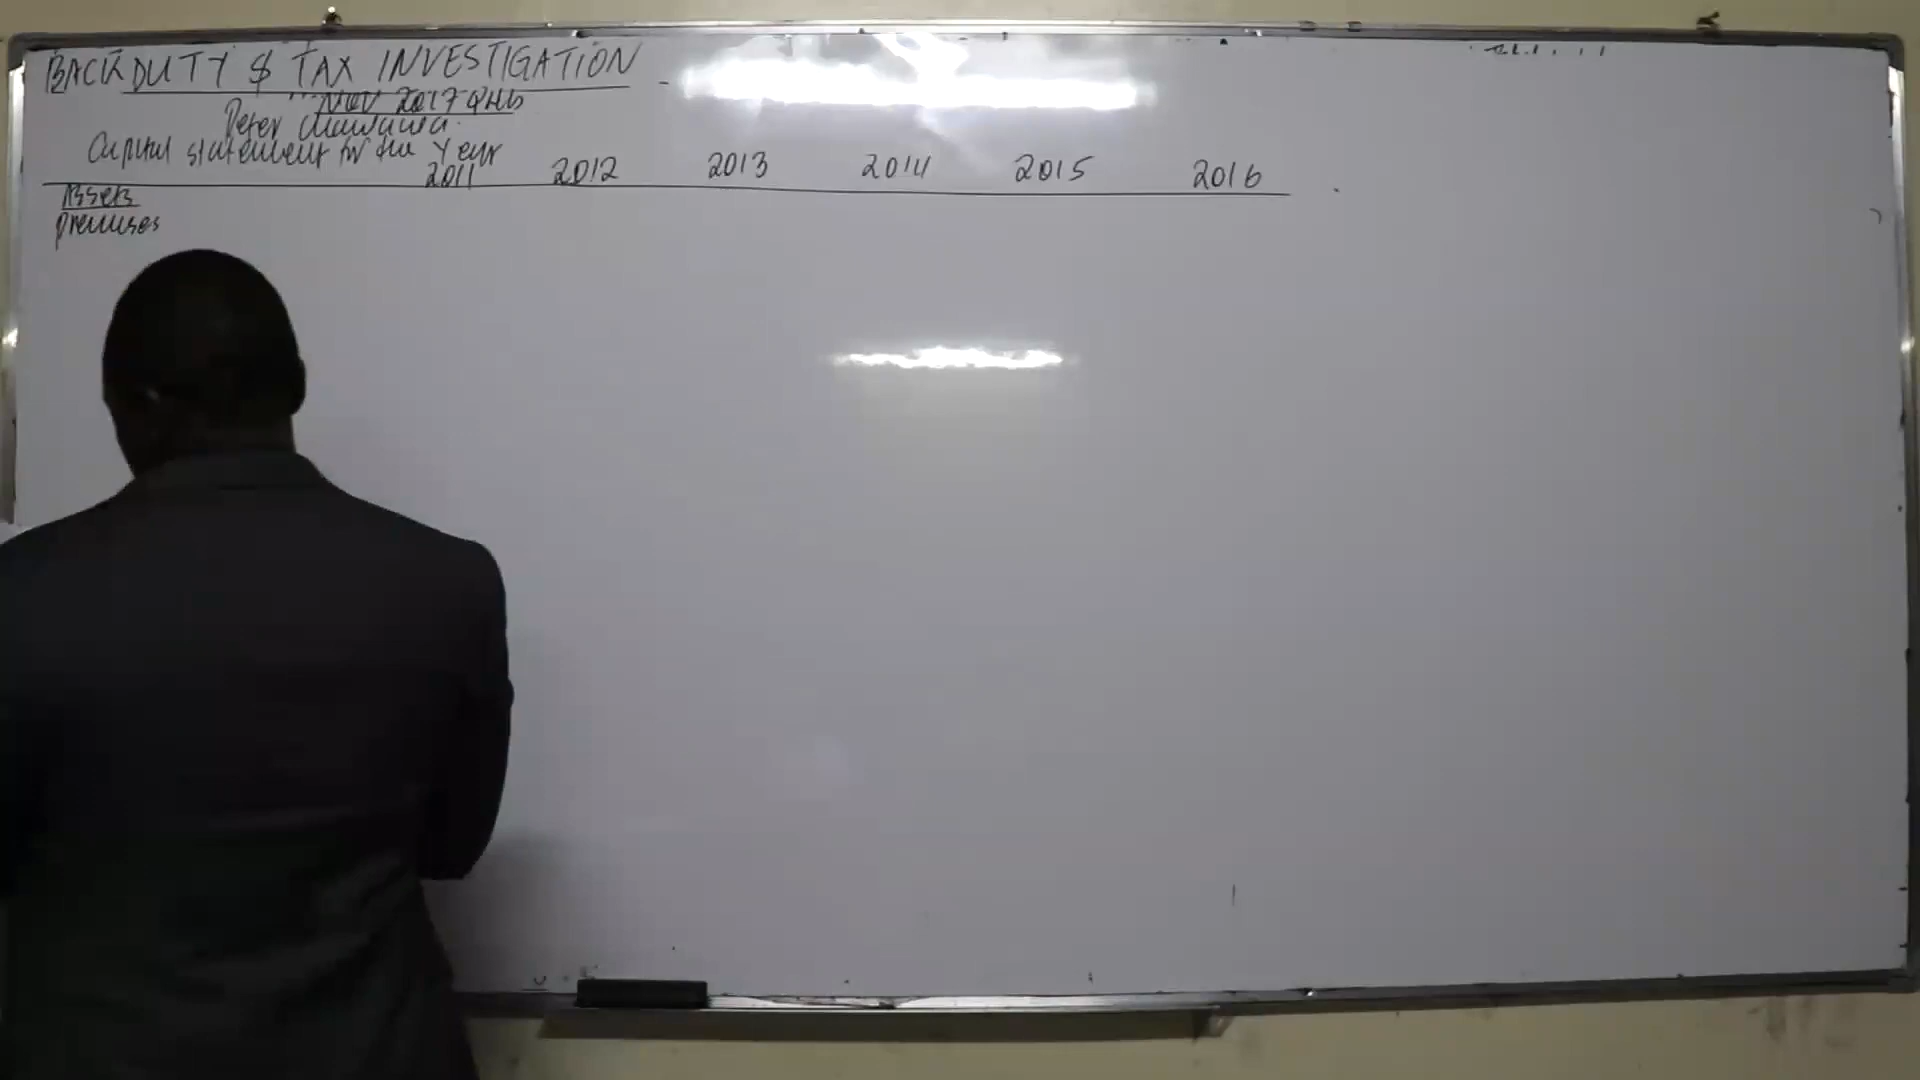 BACK DUTY & TAX INVESTIGATION
NOV 2017 Q4b
Peter
Capital statement for the Year
2011 2012 2013 2014 2015 2016
Assets
Premises